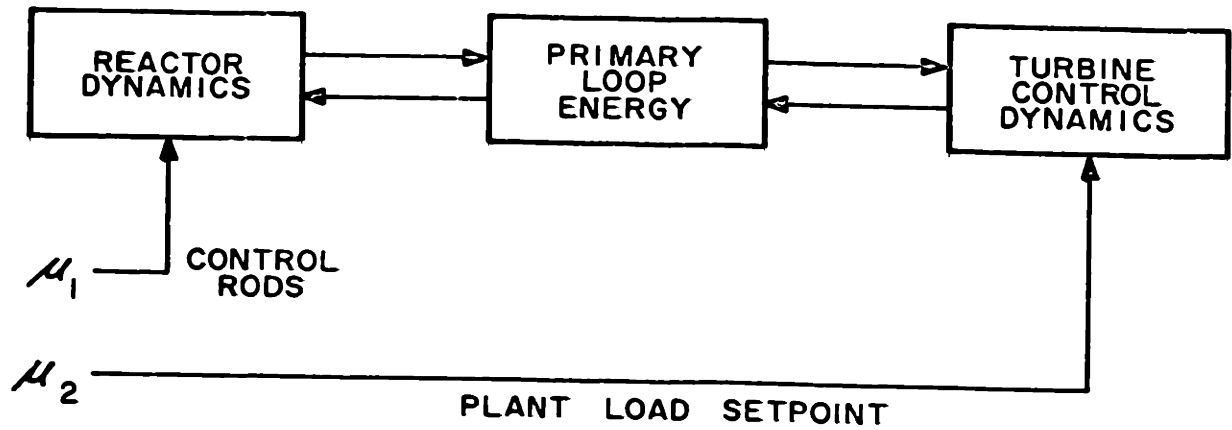 REACTOR
DYNAMICS
PRIMARY
LOOP
ENERGY
TURBINE
CONTROL
DYNAMICS
μ1
CONTROL
RODS
μ2
PLANT LOAD SETPOINT